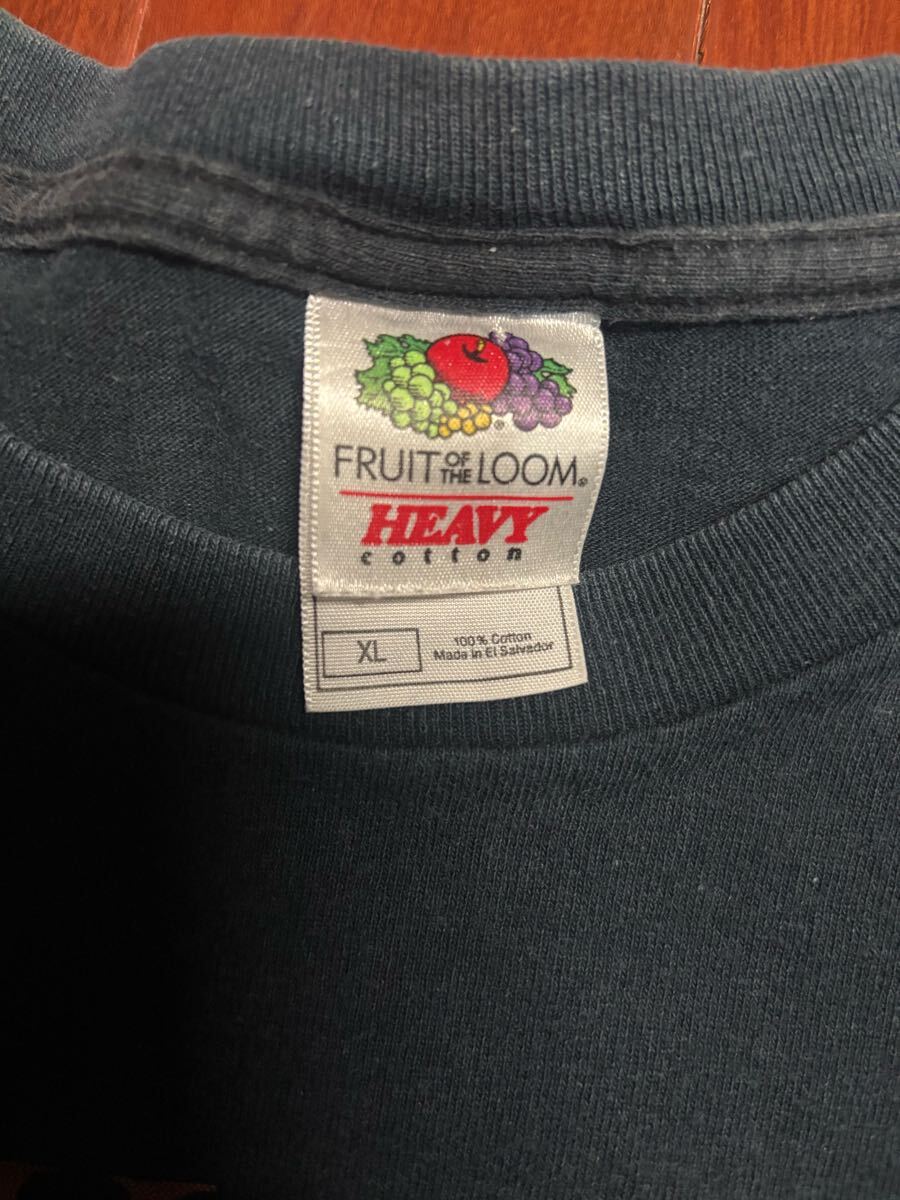 FRUIT OF THE LOOM®
HEAVY
cotton
XL
100% Cotton
Made in El Salvador